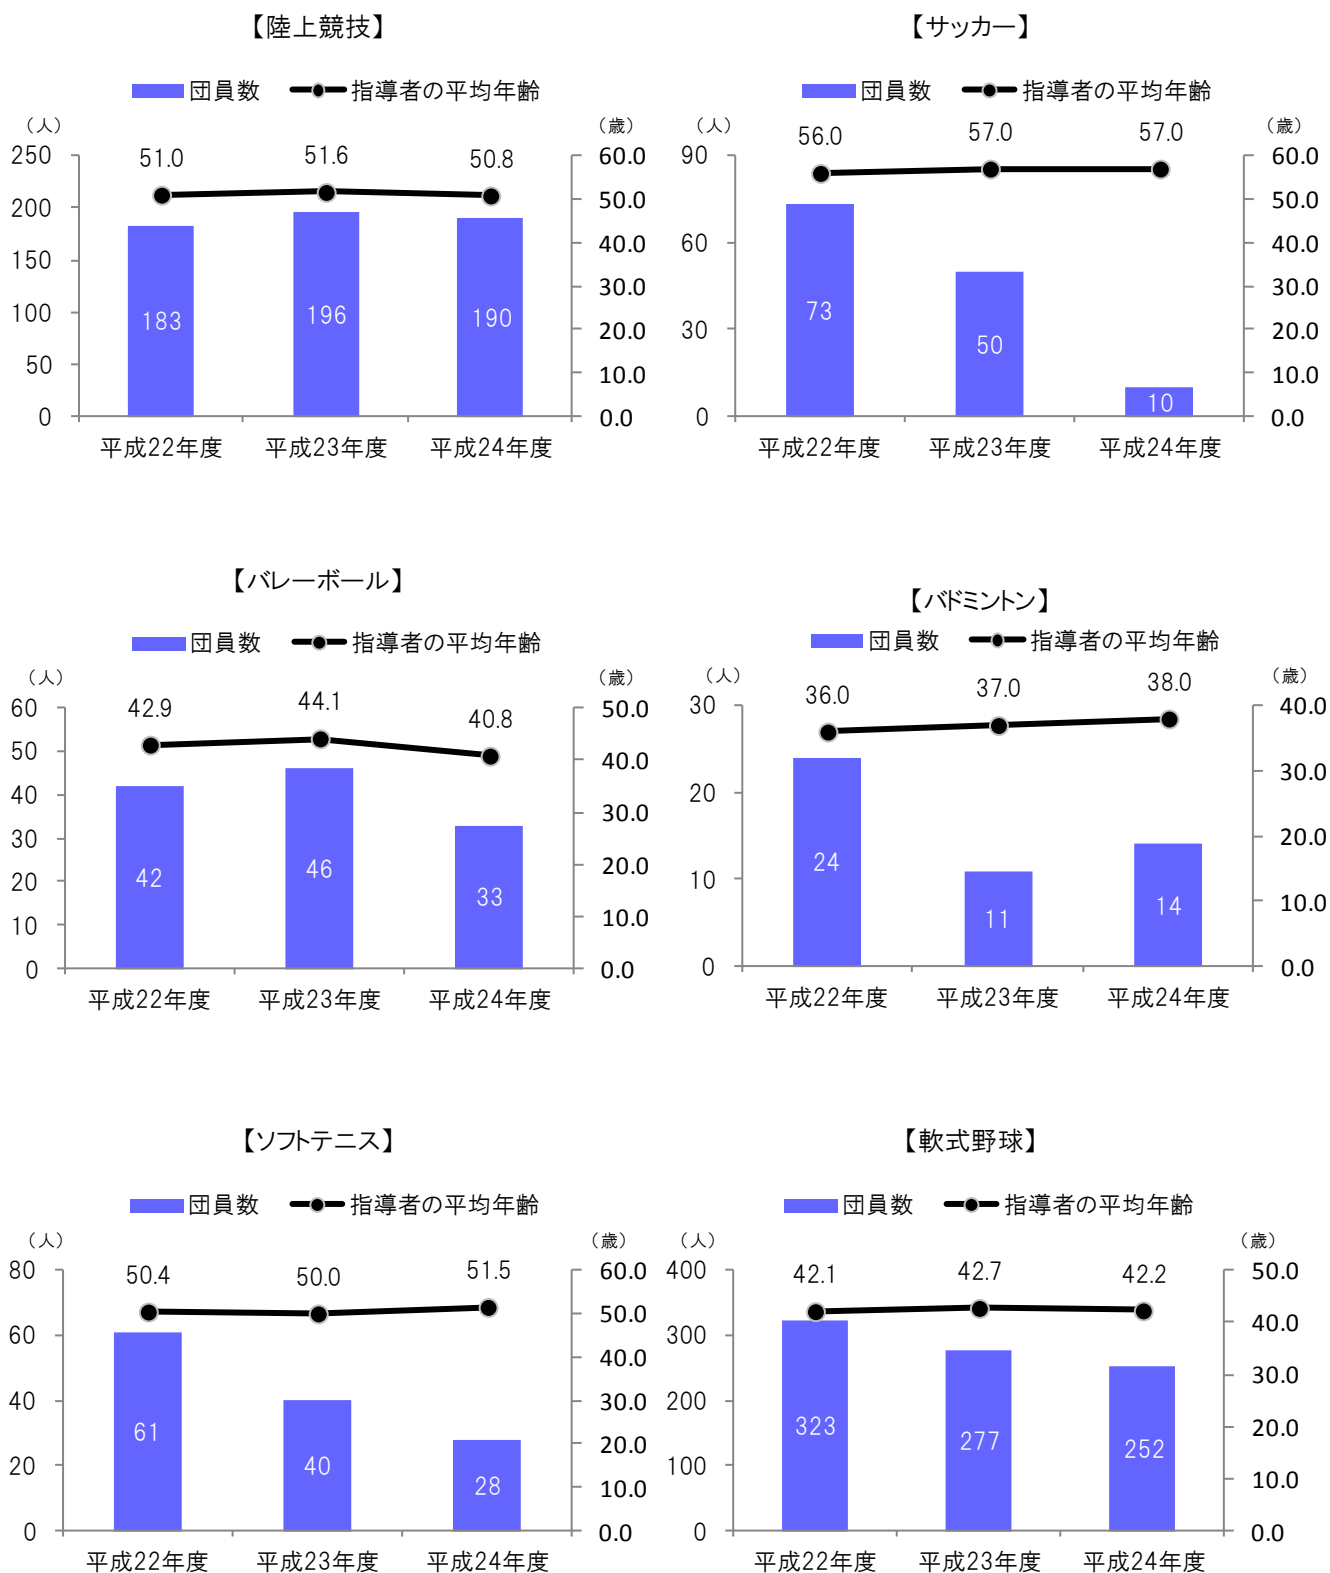 【陸上競技】
団員数 指導者の平均年齢
（人）
（歳）
250
200
150
100
50
0
60.0
50.0
40.0
30.0
20.0
10.0
0.0
51.0 51.6 50.8
183 196 190
平成22年度 平成23年度 平成24年度
【サッカー】
団員数 指導者の平均年齢
（人）
（歳）
90
60
30
0
60.0
50.0
40.0
30.0
20.0
10.0
0.0
56.0 57.0 57.0
73 50 10
平成22年度 平成23年度 平成24年度
【バレーボール】
団員数 指導者の平均年齢
（人）
（歳）
60
50
40
30
20
10
0
50.0
40.0
30.0
20.0
10.0
0.0
42.9 44.1 40.8
42 46 33
平成22年度 平成23年度 平成24年度
【バドミントン】
団員数 指導者の平均年齢
（人）
（歳）
30
20
10
0
40.0
30.0
20.0
10.0
0.0
36.0 37.0 38.0
24 11 14
平成22年度 平成23年度 平成24年度
【ソフトテニス】
団員数 指導者の平均年齢
（人）
（歳）
80
60
40
20
0
60.0
50.0
40.0
30.0
20.0
10.0
0.0
50.4 50.0 51.5
61 40 28
平成22年度 平成23年度 平成24年度
【軟式野球】
団員数 指導者の平均年齢
（人）
（歳）
400
300
200
100
0
50.0
40.0
30.0
20.0
10.0
0.0
42.1 42.7 42.2
323 277 252
平成22年度 平成23年度 平成24年度